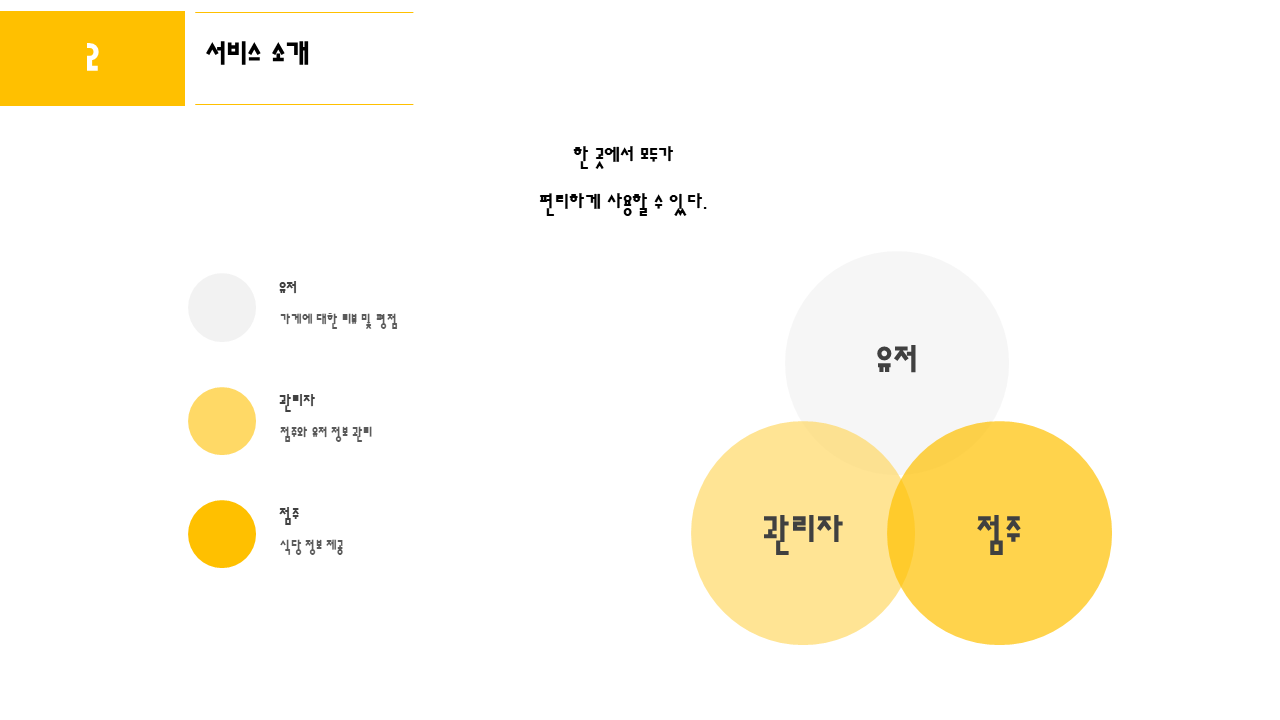 2
서비스 소개
한 곳에서 모두가
편리하게 사용할 수 있다.
유저
가게에 대한 리뷰 및 평점
관리자
점주와 유저 정보 관리
점주
식당 정보 제공
유저
관리자
점주